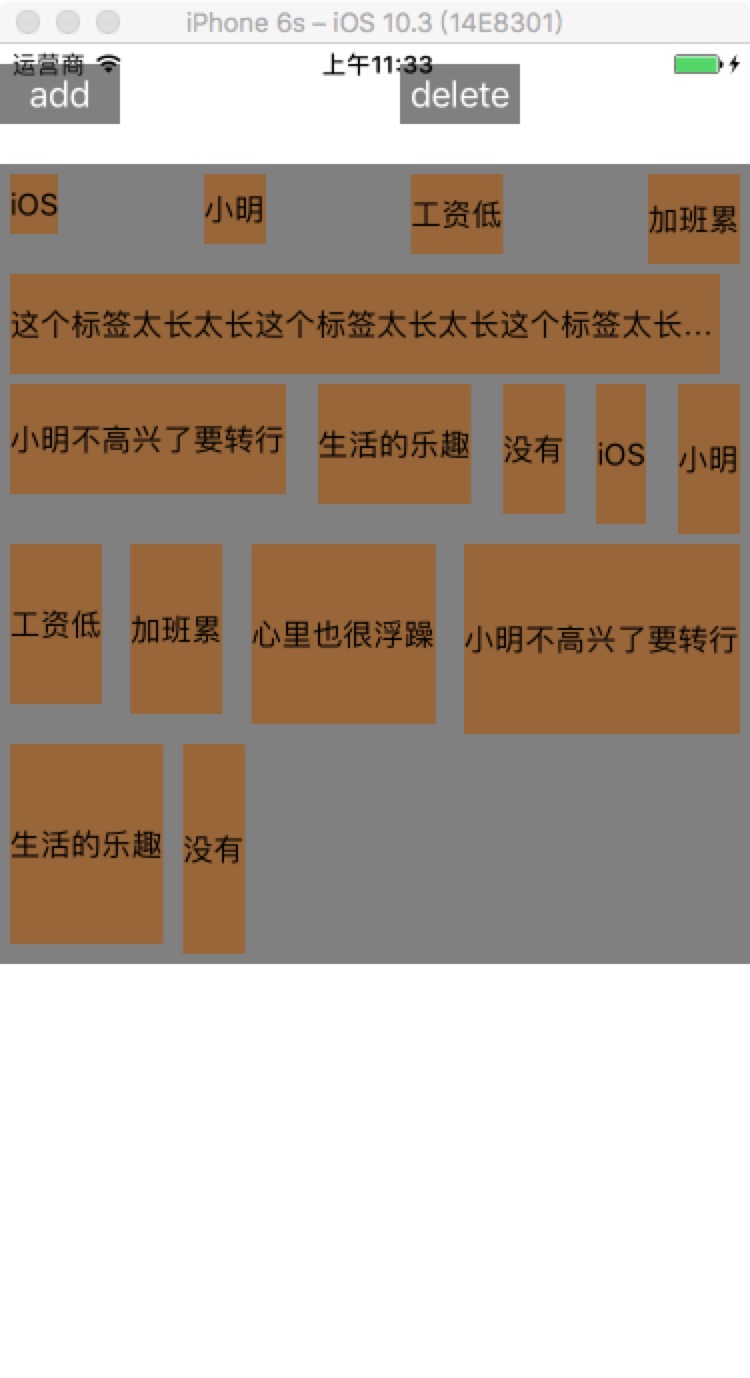 iPhone 6s – iOS 10.3 (14E8301)
运营商 上午11:33
add delete
iOS 小明 工资低 加班累
这个标签太长太长这个标签太长太长这个标签太长...
小明不高兴了要转行 生活的乐趣 没有 iOS 小明
工资低 加班累 心里也很浮躁 小明不高兴了要转行
生活的乐趣 没有